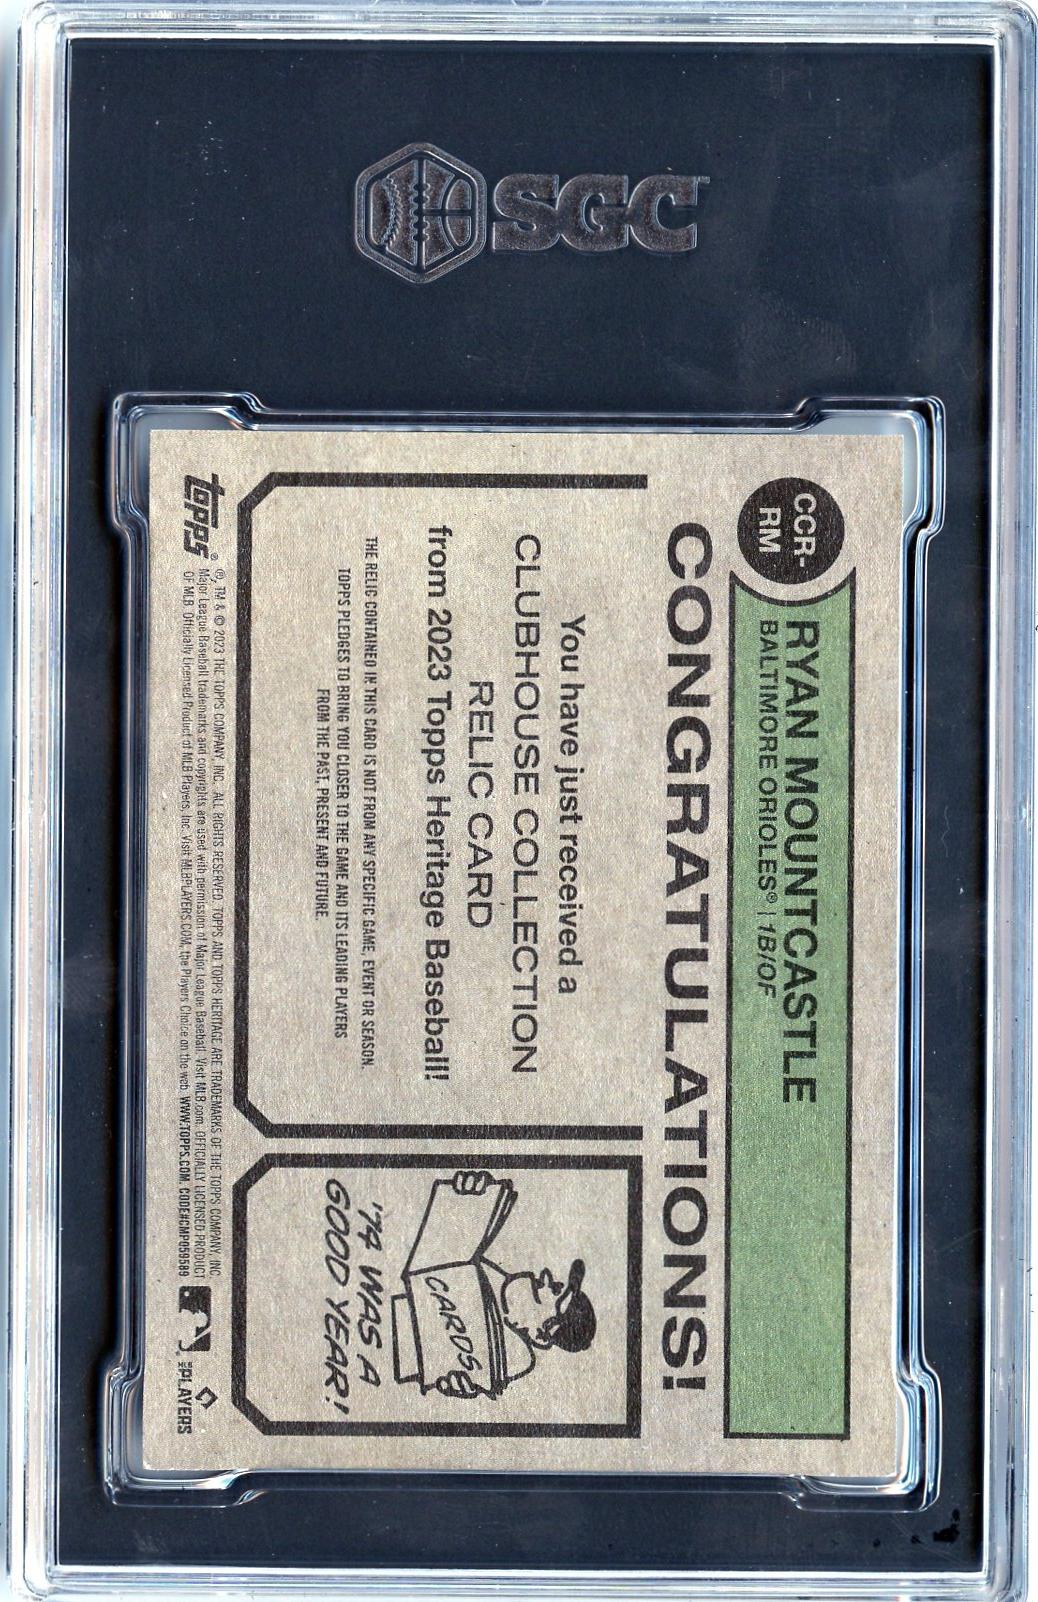 SGC
CCR-
RM
RYAN MOUNTCASTLE
BALTIMORE ORIOLES® | 1B/OF
CONGRATULATIONS!
You have just received a
CLUBHOUSE COLLECTION
RELIC CARD
from 2023 Topps Heritage Baseball!
THE RELIC CONTAINED IN THIS CARD IS NOT FROM ANY SPECIFIC GAME, EVENT OR SEASON.
TOPPS PLEDGES TO BRING YOU CLOSER TO THE GAME AND ITS LEADING PLAYERS
FROM THE PAST, PRESENT AND FUTURE.
CARDS
'74 WAS A
GOOD YEAR!
topps®
®, TM & © 2023 THE TOPPS COMPANY, INC. ALL RIGHTS RESERVED. TOPPS AND TOPPS HERITAGE ARE TRADEMARKS OF THE TOPPS COMPANY, INC.
Major League Baseball trademarks and copyrights are used with permission of Major League Baseball. Visit MLB.com. OFFICIALLY LICENSED PRODUCT
OF MLB Players, Inc. Officially Licensed Product of MLB Players, Inc. Visit MLBPLAYERS.COM, the Players Choice on the web. WWW.TOPPS.COM. CODE#CMP059589
MLB PLAYERS